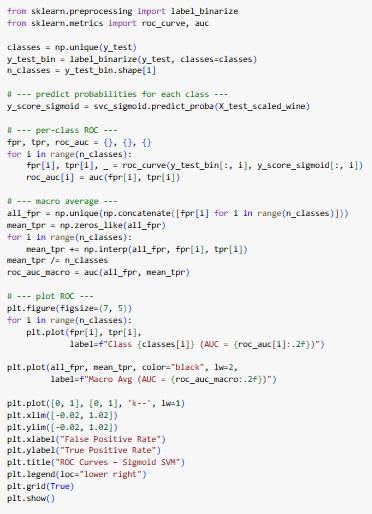 from sklearn.preprocessing import label_binarize
from sklearn.metrics import roc_curve, auc

classes = np.unique(y_test)
y_test_bin = label_binarize(y_test, classes=classes)
n_classes = y_test_bin.shape[1]

# --- predict probabilities for each class ---
y_score_sigmoid = svc_sigmoid.predict_proba(X_test_scaled_wine)

# --- per-class ROC ---
fpr, tpr, roc_auc = {}, {}, {}
for i in range(n_classes):
    fpr[i], tpr[i], _ = roc_curve(y_test_bin[:, i], y_score_sigmoid[:, i])
    roc_auc[i] = auc(fpr[i], tpr[i])

# --- macro average ---
all_fpr = np.unique(np.concatenate([fpr[i] for i in range(n_classes)]))
mean_tpr = np.zeros_like(all_fpr)
for i in range(n_classes):
    mean_tpr += np.interp(all_fpr, fpr[i], tpr[i])
mean_tpr /= n_classes
roc_auc_macro = auc(all_fpr, mean_tpr)

# --- plot ROC ---
plt.figure(figsize=(7, 5))
for i in range(n_classes):
    plt.plot(fpr[i], tpr[i],
             label=f"Class {classes[i]} (AUC = {roc_auc[i]:.2f})")

plt.plot(all_fpr, mean_tpr, color="black", lw=2,
         label=f"Macro Avg (AUC = {roc_auc_macro:.2f})")

plt.plot([0, 1], [0, 1], 'k--', lw=1)
plt.xlim([-0.02, 1.02])
plt.ylim([-0.02, 1.02])
plt.xlabel("False Positive Rate")
plt.ylabel("True Positive Rate")
plt.title("ROC Curves – Sigmoid SVM")
plt.legend(loc="lower right")
plt.grid(True)
plt.show()